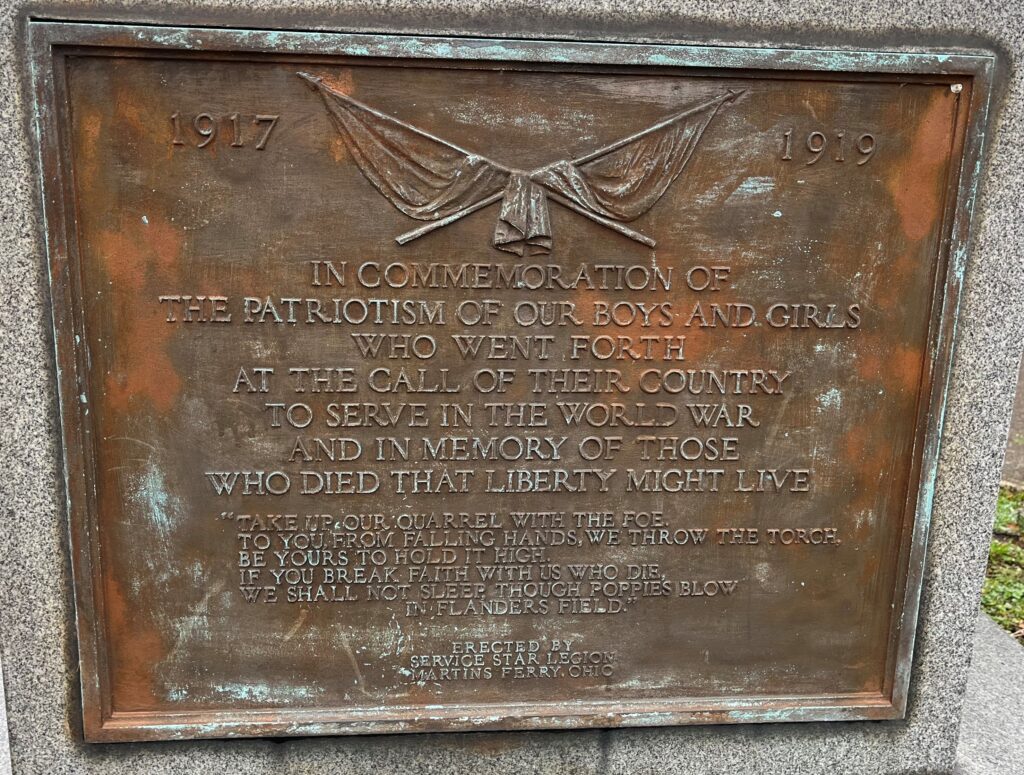 1917
1919
IN COMMEMORATION OF
THE PATRIOTISM OF OUR BOYS AND GIRLS
WHO WENT FORTH
AT THE CALL OF THEIR COUNTRY
TO SERVE IN THE WORLD WAR
AND IN MEMORY OF THOSE
WHO DIED THAT LIBERTY MIGHT LIVE
"TAKE UP OUR QUARREL WITH THE FOE.
TO YOU FROM FALLING HANDS, WE THROW THE TORCH.
BE YOURS TO HOLD IT HIGH.
IF YOU BREAK FAITH WITH US WHO DIE,
WE SHALL NOT SLEEP, THOUGH POPPIES BLOW
IN FLANDERS FIELD."
ERECTED BY
SERVICE STAR LEGION
MARTINS FERRY, OHIO